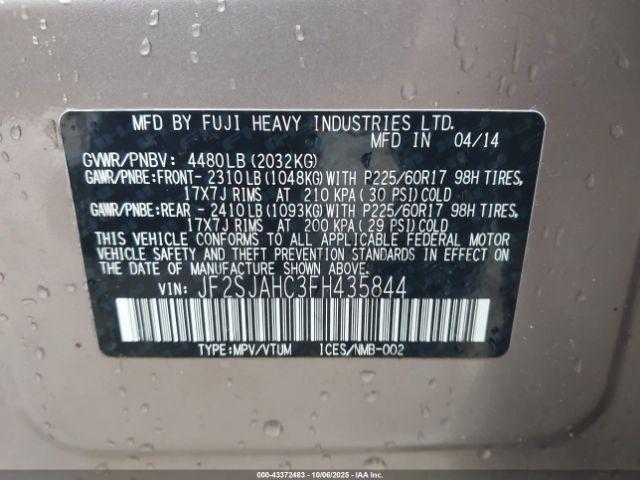 MFD BY FUJI HEAVY INDUSTRIES LTD.
MFD IN 04/14
GVWR/PNBV: 4480LB(2032KG)
GAWR/PNBE:FRONT- 2310LB(1048KG)WITH P225/60R17 98H TIRES,
17X7J RIMS AT 210 KPA(30 PSI)COLD
GAWR/PNBE:REAR - 2410LB(1093KG)WITH P225/60R17 98H TIRES,
17X7J RIMS AT 200 KPA(29 PSI)COLD
THIS VEHICLE CONFORMS TO ALL APPLICABLE FEDERAL MOTOR
VEHICLE SAFETY AND THEFT PREVENTION STANDARDS IN EFFECT ON
THE DATE OF MANUFACTURE SHOWN ABOVE.
VIN: JF2SJAHC3FH435844
TYPE:MPV/VTUM ICES/NMB-002
000-43372483 | 10/06/2025 | Copart IAAI, Inc.